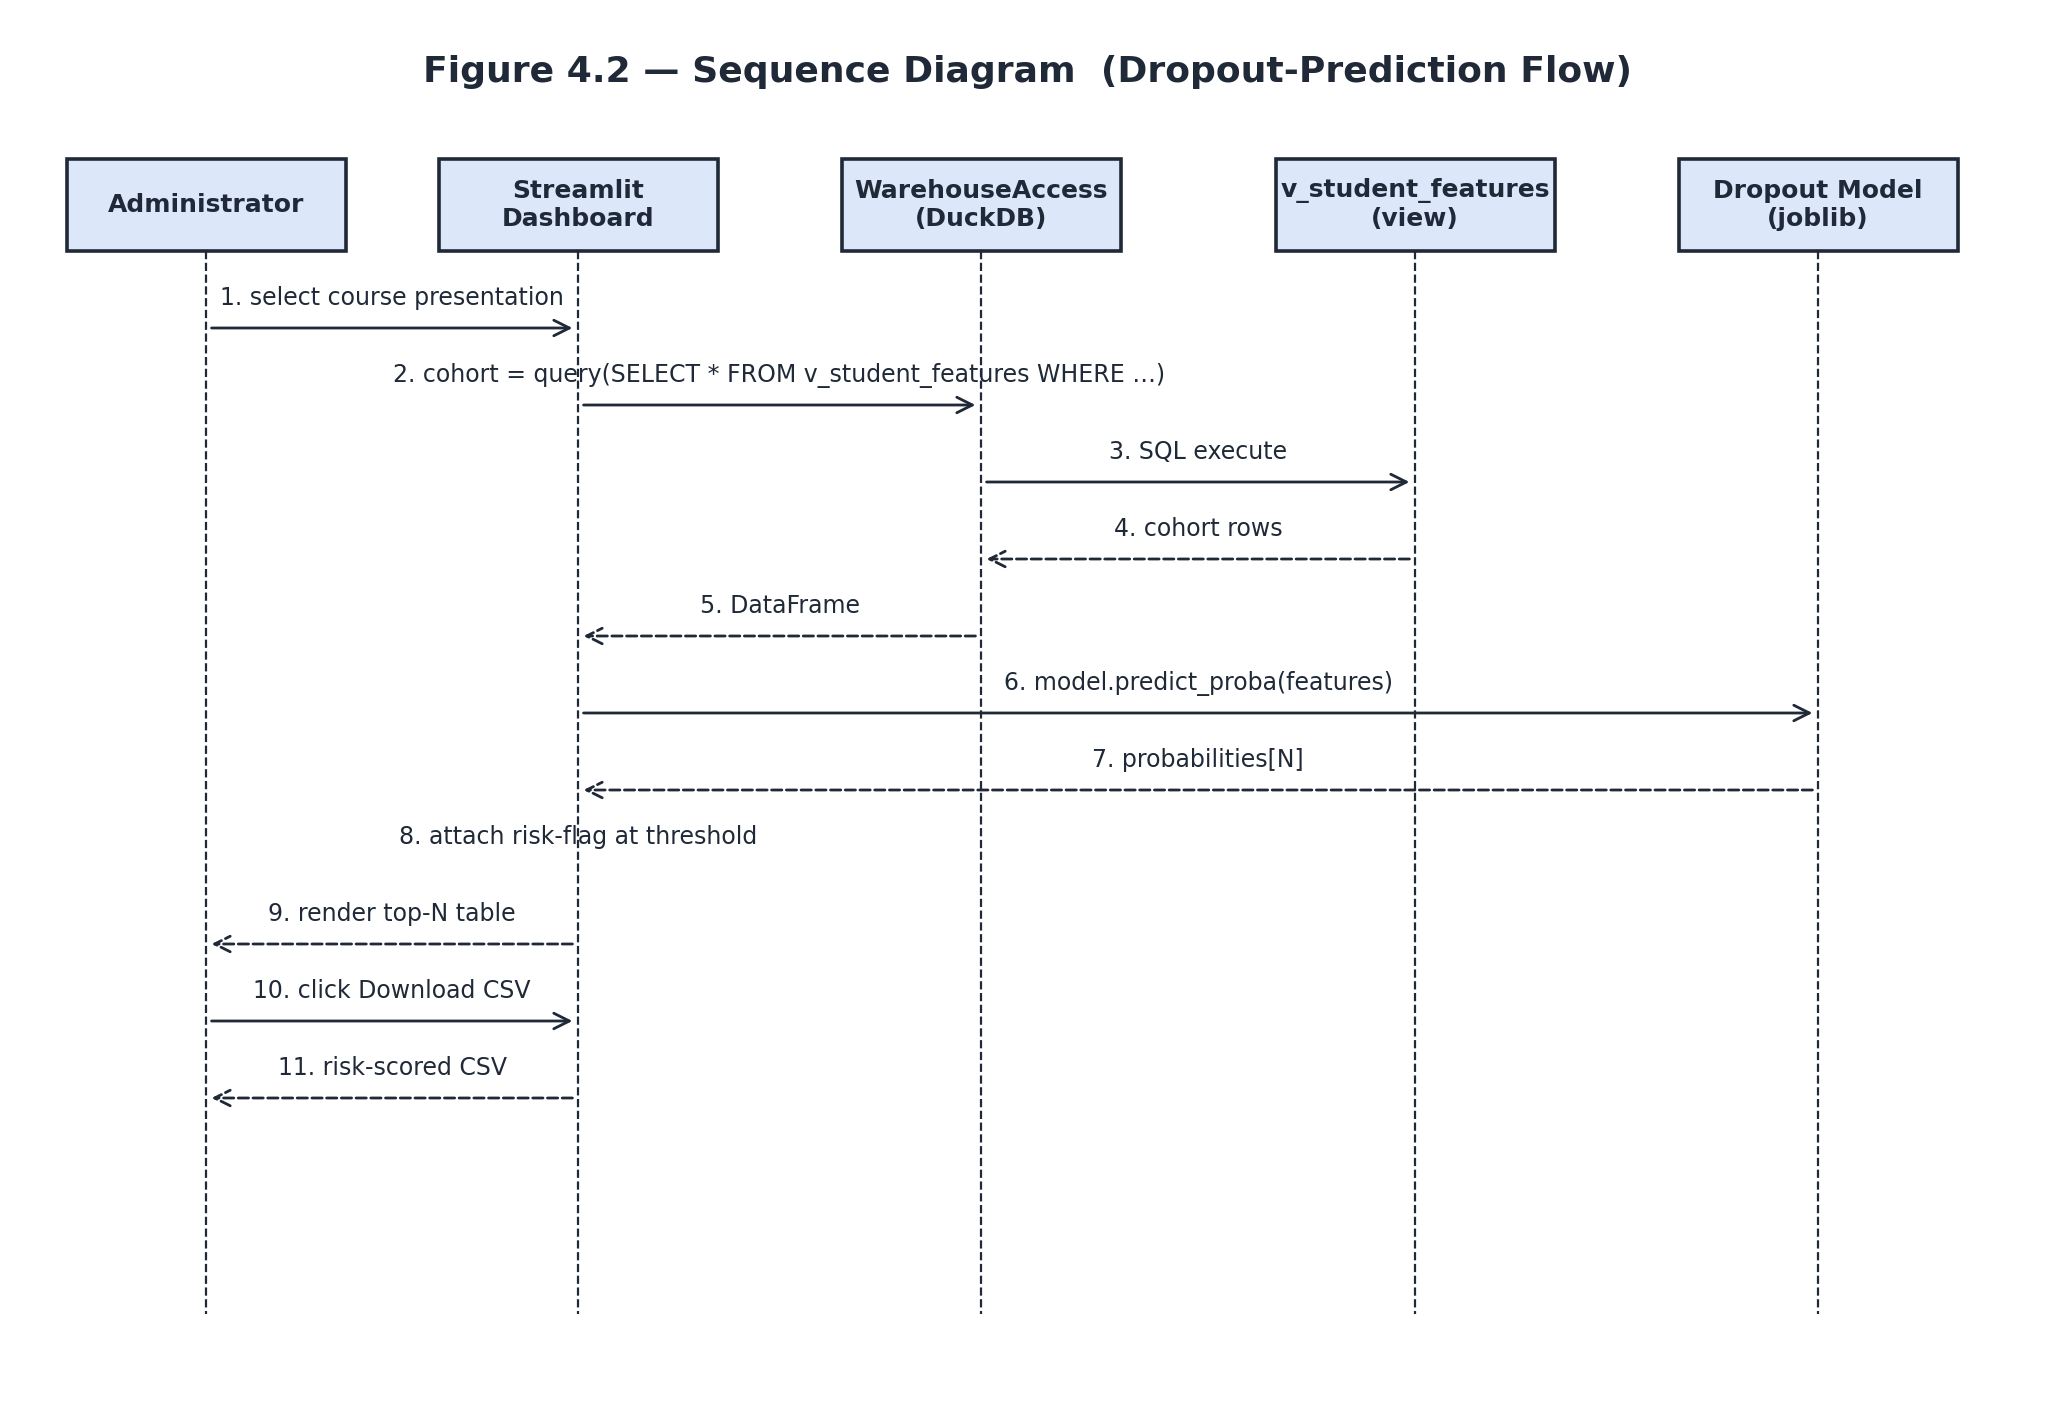 Figure 4.2 — Sequence Diagram (Dropout-Prediction Flow)
Administrator
Streamlit
Dashboard
WarehouseAccess
(DuckDB)
v_student_features
(view)
Dropout Model
(joblib)
1. select course presentation
2. cohort = query(SELECT * FROM v_student_features WHERE ...)
3. SQL execute
4. cohort rows
5. DataFrame
6. model.predict_proba(features)
7. probabilities[N]
8. attach risk-flag at threshold
9. render top-N table
10. click Download CSV
11. risk-scored CSV